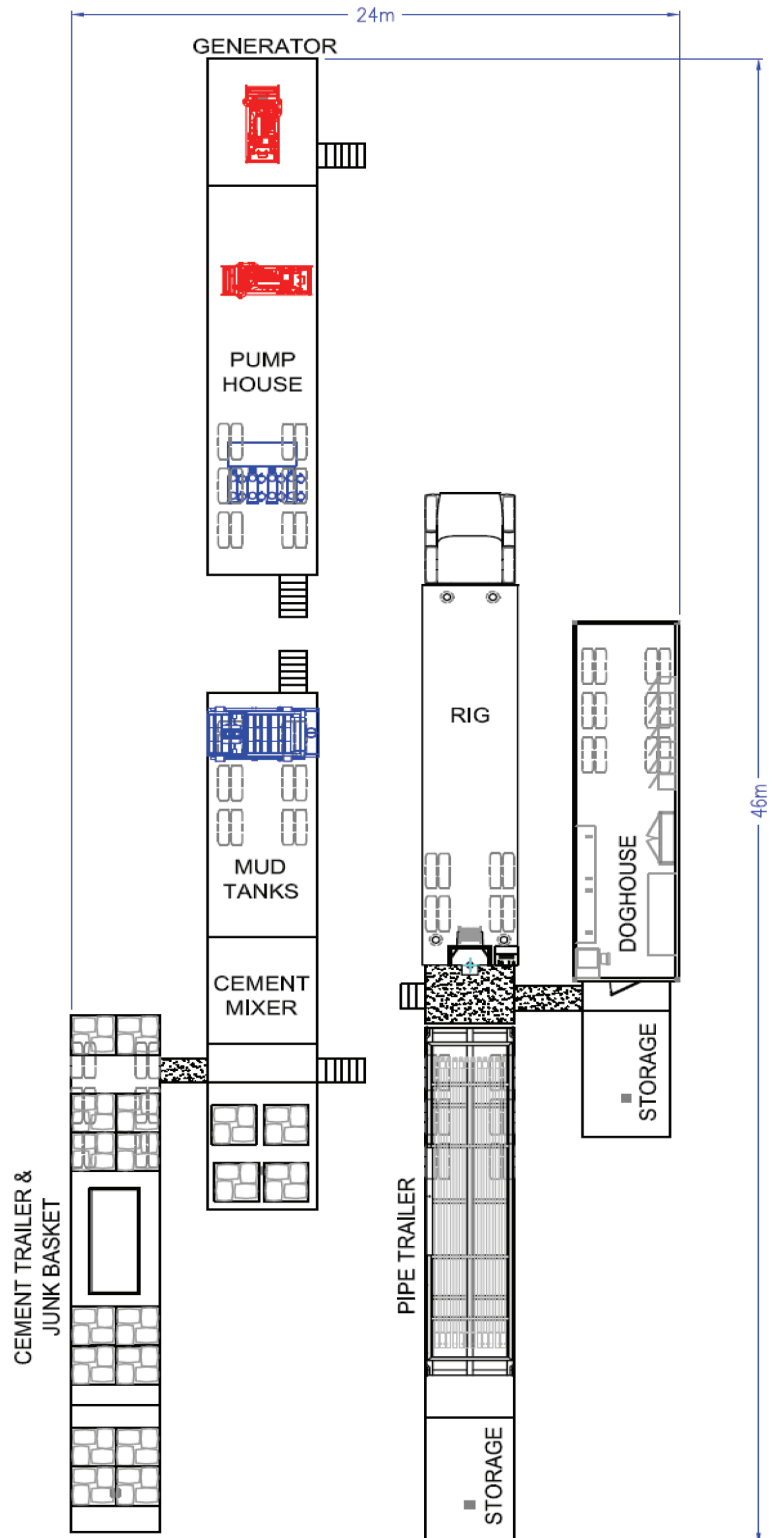 24m
GENERATOR
PUMP
HOUSE
RIG
46m
MUD
TANKS
DOGHOUSE
CEMENT
MIXER
STORAGE
CEMENT TRAILER &
JUNK BASKET
PIPE TRAILER
STORAGE